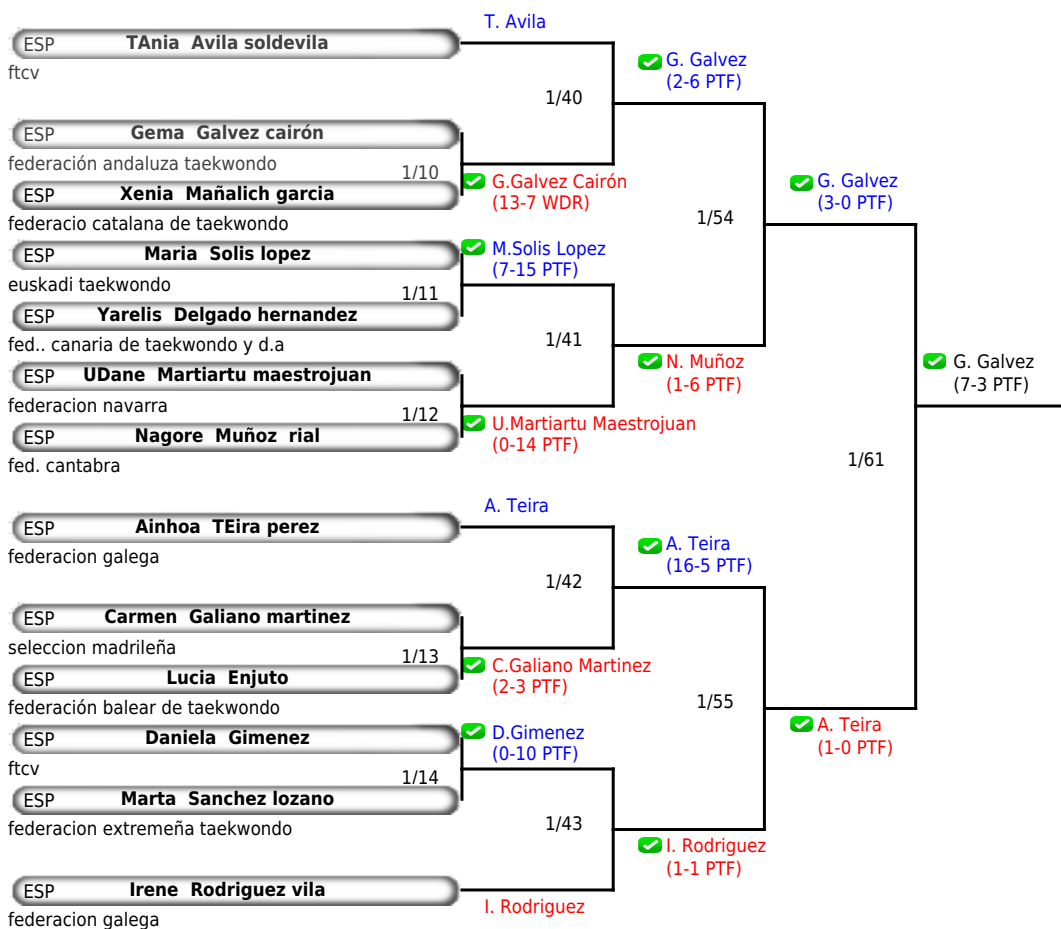 T. Avila
ESP TAnia Avila soldevila
ftcv
G. Galvez
(2-6 PTF)
1/40
ESP Gema Galvez cairón
federación andaluza taekwondo
1/10
G.Galvez Cairón
(13-7 WDR)
G. Galvez
(3-0 PTF)
ESP Xenia Mañalich garcia
federacio catalana de taekwondo
1/54
ESP Maria Solis lopez
euskadi taekwondo
M.Solis Lopez
(7-15 PTF)
1/11
ESP Yarelis Delgado hernandez
fed.. canaria de taekwondo y d.a
1/41
ESP UDane Martiartu maestrojuan
federacion navarra
N. Muñoz
(1-6 PTF)
G. Galvez
(7-3 PTF)
1/12
U.Martiartu Maestrojuan
(0-14 PTF)
ESP Nagore Muñoz rial
fed. cantabra
1/61
A. Teira
ESP Ainhoa TEira perez
federacion galega
A. Teira
(16-5 PTF)
1/42
ESP Carmen Galiano martinez
seleccion madrileña
1/13
C.Galiano Martinez
(2-3 PTF)
ESP Lucia Enjuto
federación balear de taekwondo
1/55
A. Teira
(1-0 PTF)
ESP Daniela Gimenez
ftcv
D.Gimenez
(0-10 PTF)
1/14
ESP Marta Sanchez lozano
federacion extremeña taekwondo
1/43
I. Rodriguez
(1-1 PTF)
ESP Irene Rodriguez vila
federacion galega
I. Rodriguez